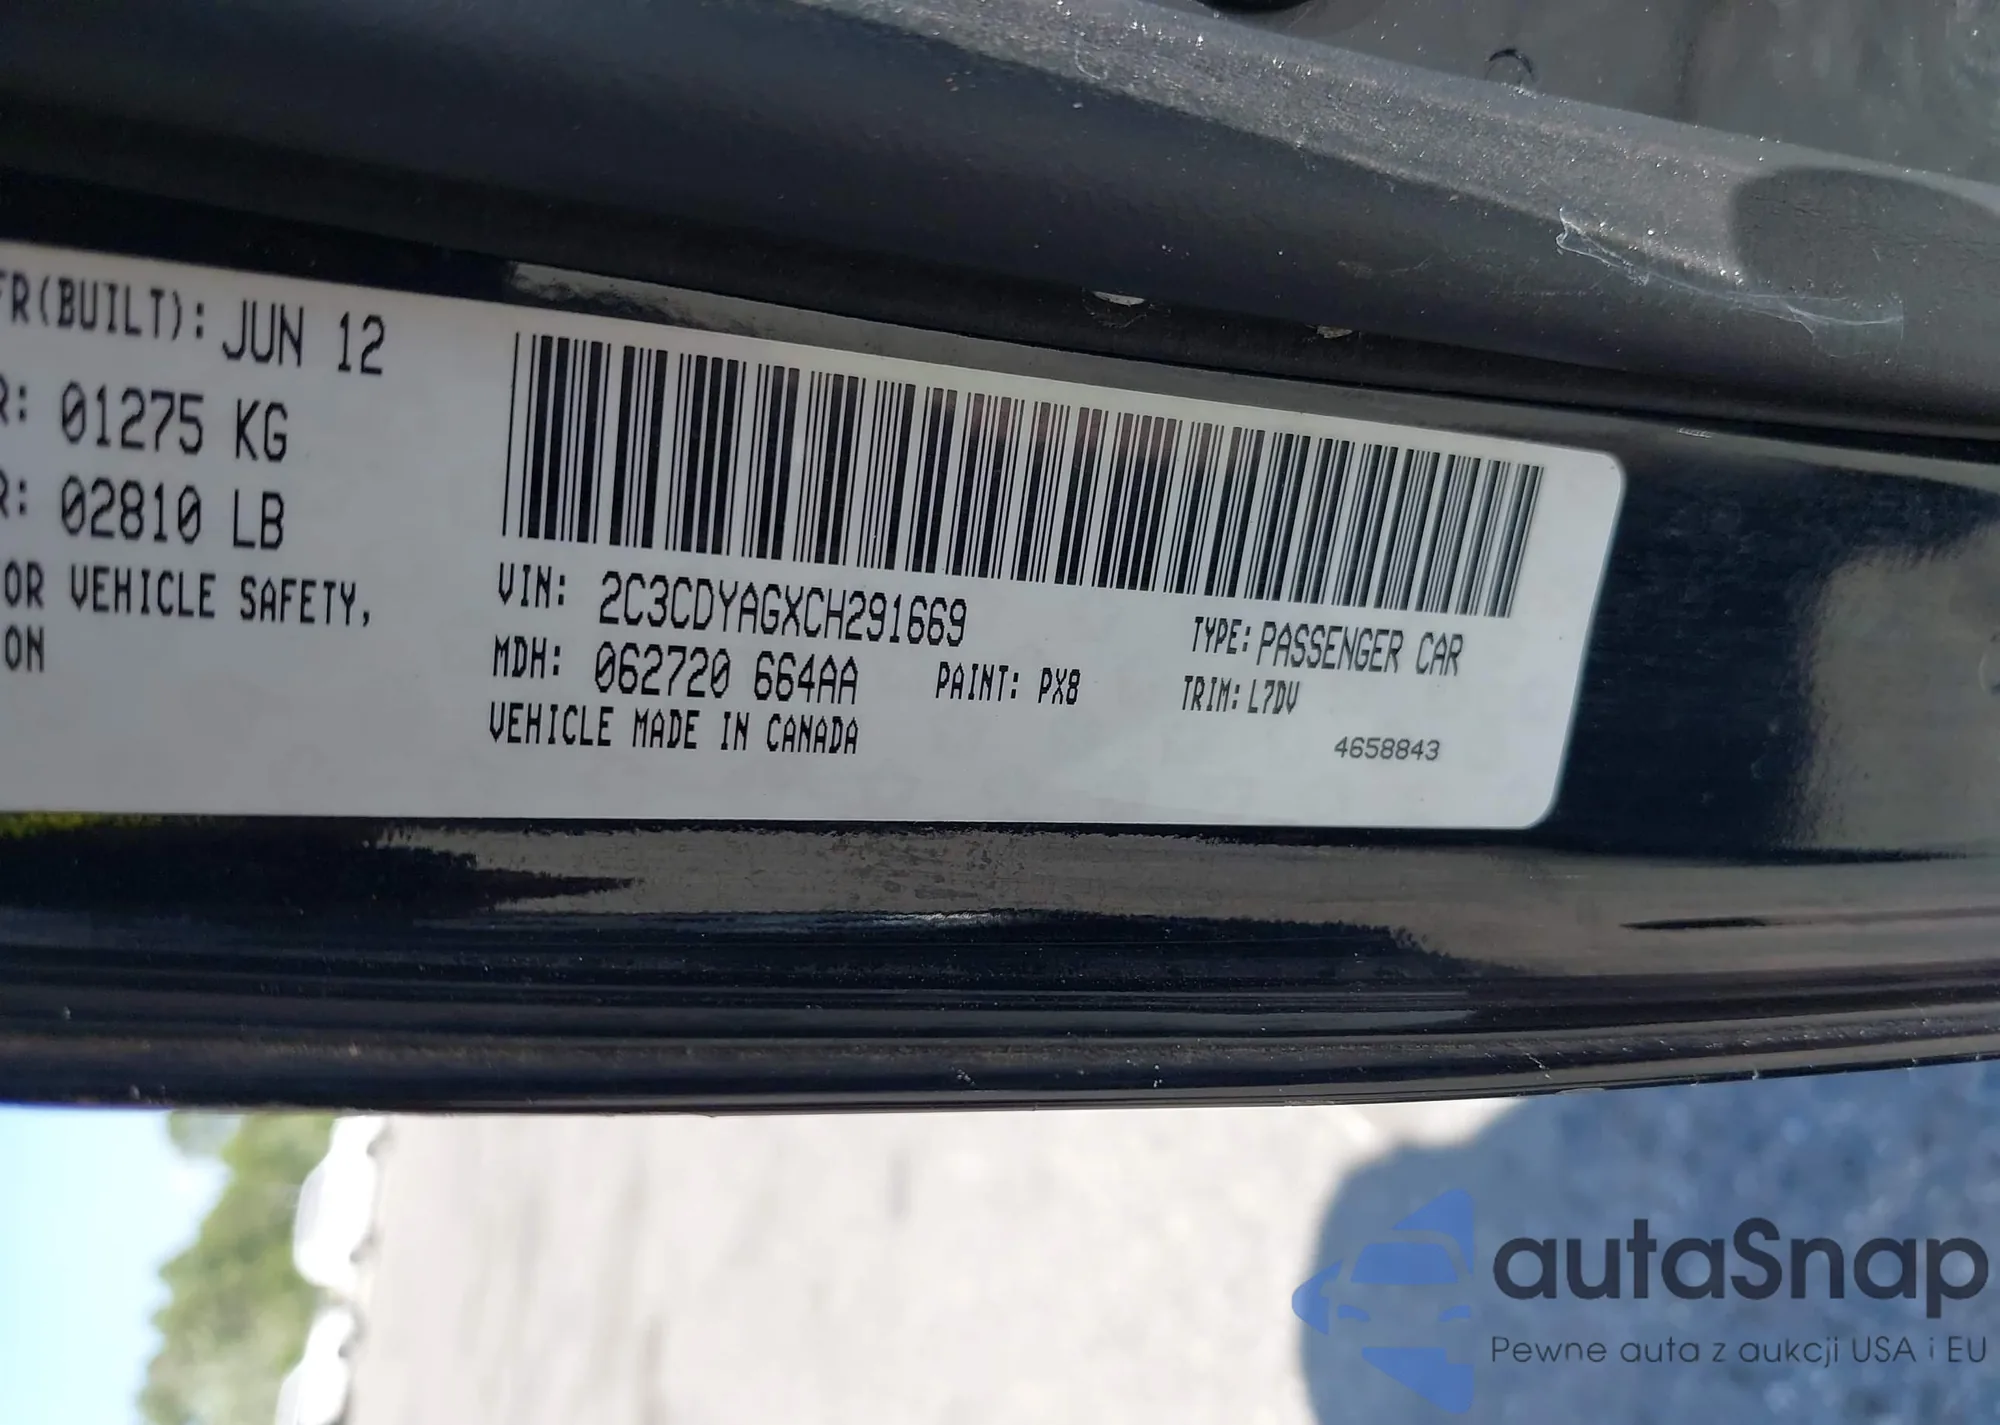 FR(BUILT): JUN 12
R: 01275 KG
R: 02810 LB
OR VEHICLE SAFETY,
ON
VIN: 2C3CDYAGXCH291669
TYPE: PASSENGER CAR
MDH: 062720 664AA
PAINT: PX8
TRIM: L7DV
VEHICLE MADE IN CANADA
4658843
autaSnap
Pewne auta z aukcji USA i EU